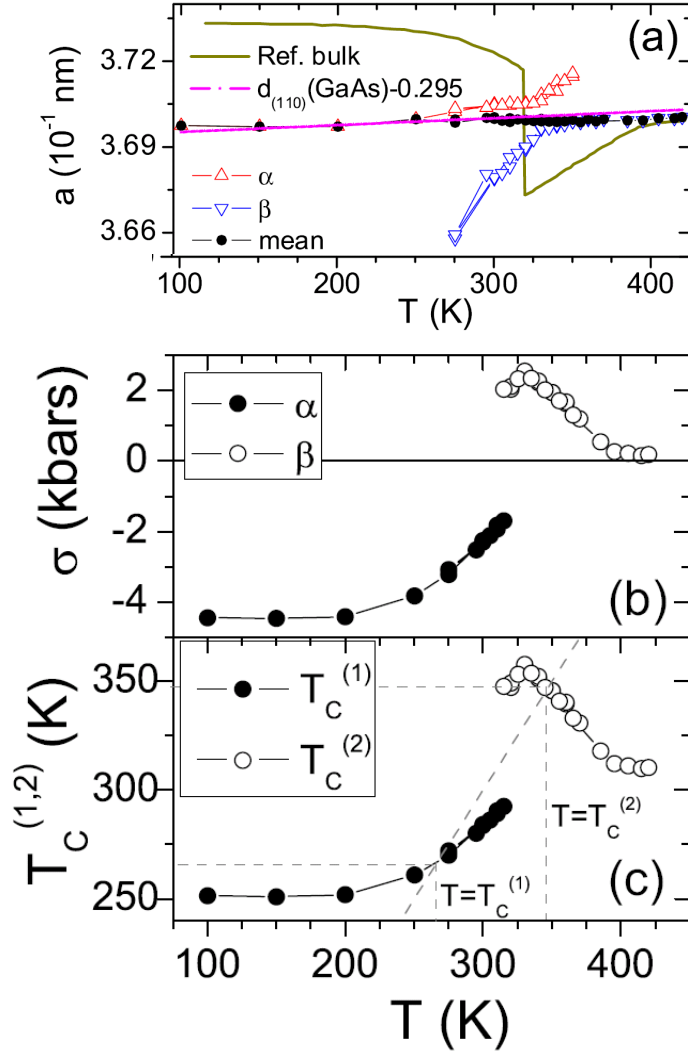 (a)
3.72
3.69
3.66
a (10⁻¹ nm)
Ref. bulk
d₍₁₁₀₎(GaAs)-0.295
α
β
mean
100 200 300 400
T (K)
2
0
-2
-4
σ (kbars)
α
β
(b)
350
300
250
T_C^(1,2) (K)
T_C^(1)
T_C^(2)
T=T_C^(2)
T=T_C^(1)
(c)
100 200 300 400
T (K)